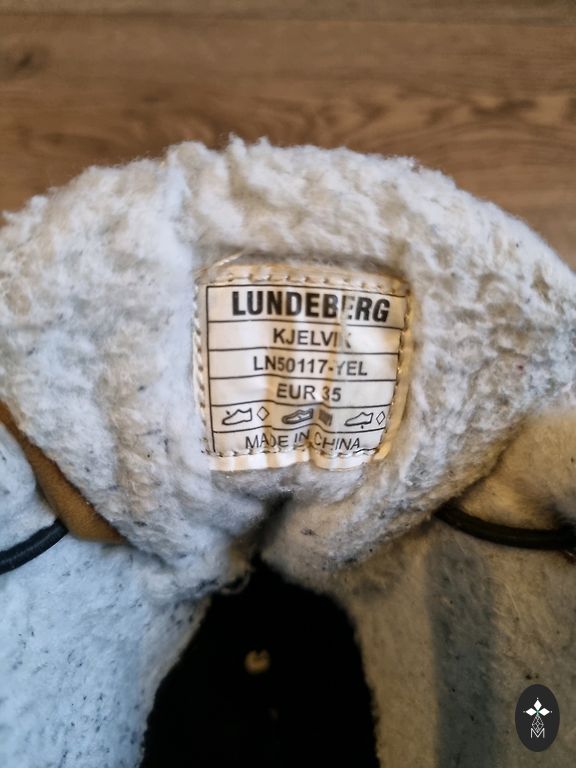 LUNDEBERG
KJELVIK
LN50117-YEL
EUR 35
MADE IN CHINA
M